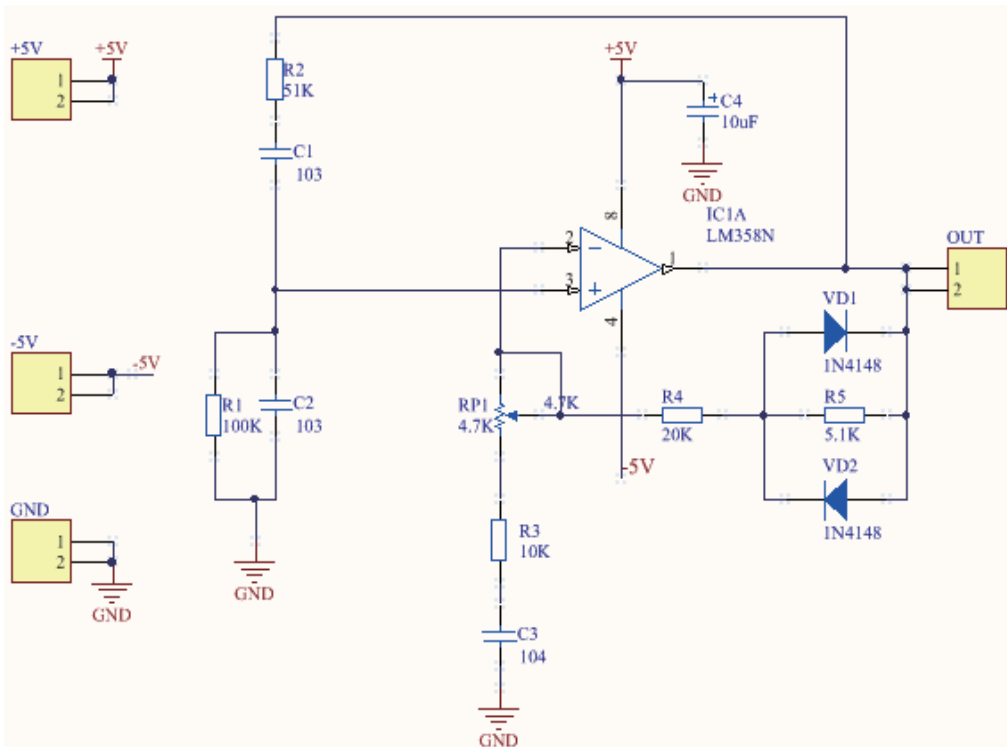 +5V
+5V
1
2
R2
51K
C1
103
+5V
C4
10uF
GND
IC1A
LM358N
8
2
3
1
4
OUT
1
2
-5V
-5V
1
2
R1
100K
C2
103
GND
RP1
4.7K
4.7K
R4
20K
-5V
VD1
1N4148
R5
5.1K
VD2
1N4148
GND
1
2
GND
R3
10K
C3
104
GND